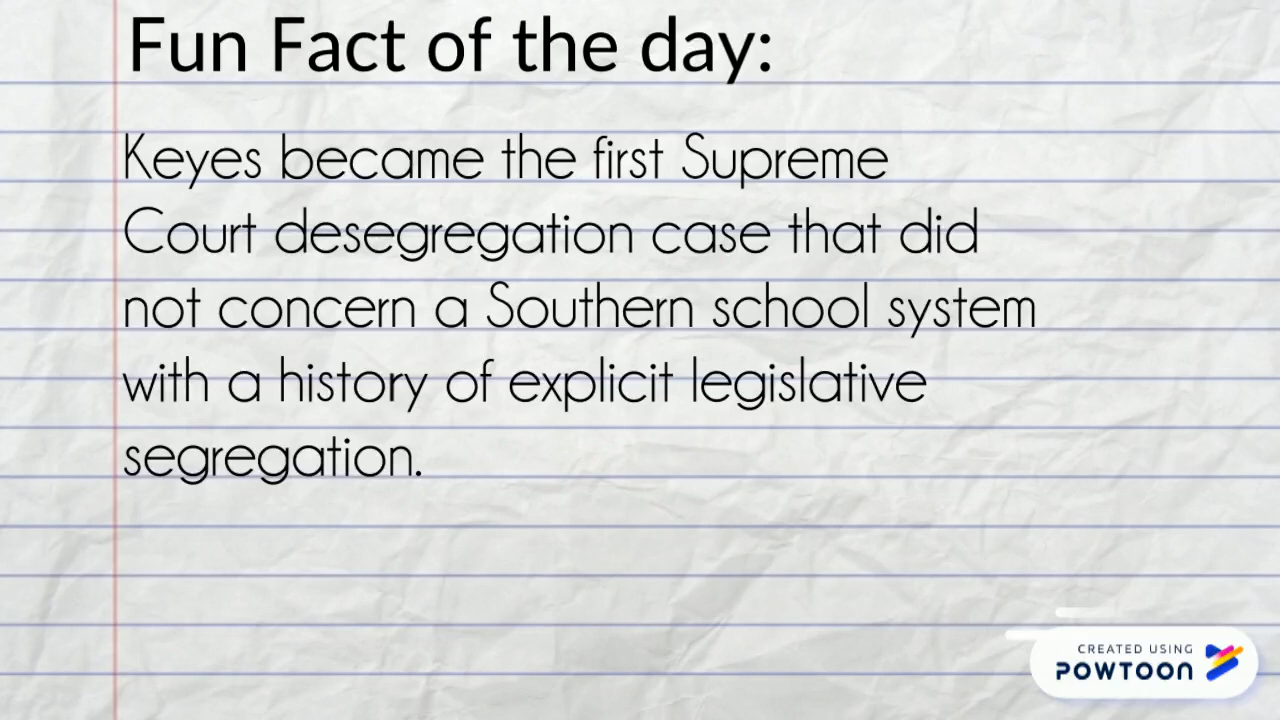 Fun Fact of the day:
Keyes became the first Supreme
Court desegregation case that did
not concern a Southern school system
with a history of explicit legislative
segregation.
CREATED USING
POWTOON